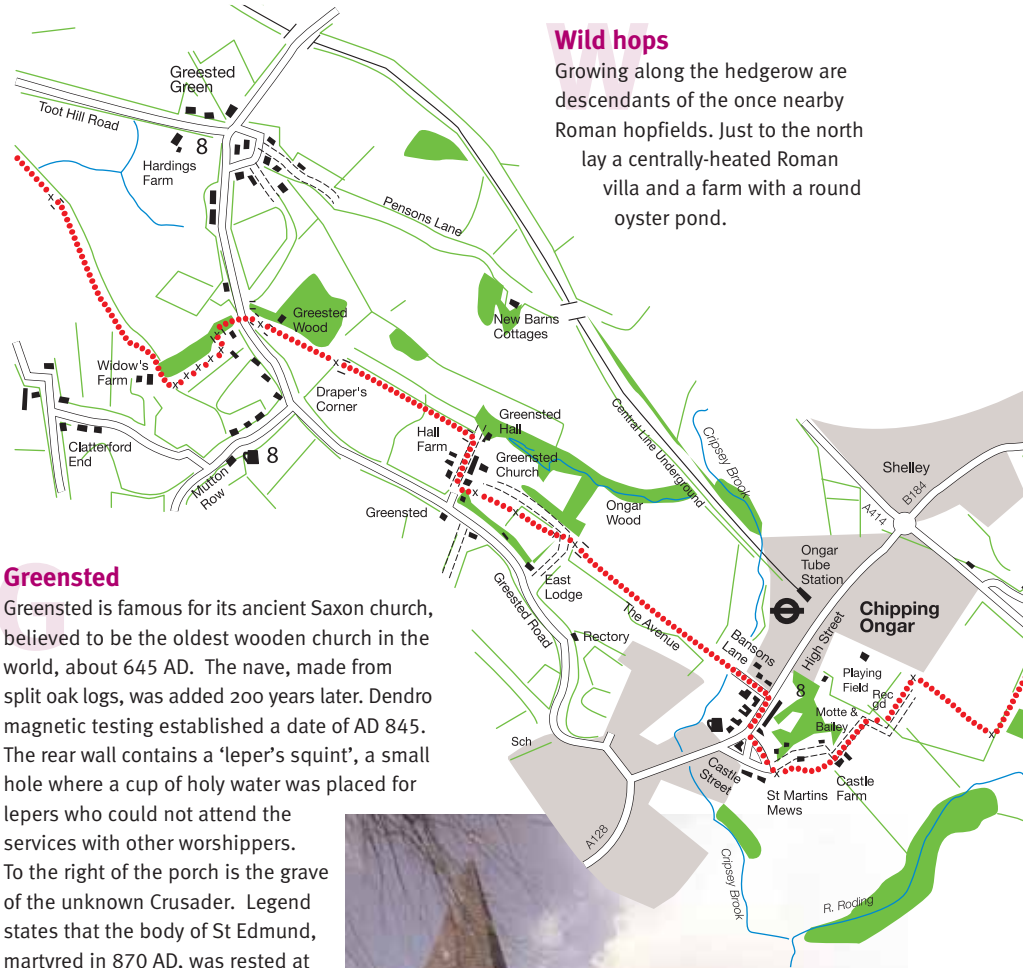 Wild hops
Growing along the hedgerow are
descendants of the once nearby
Roman hopfields. Just to the north
lay a centrally-heated Roman
villa and a farm with a round
oyster pond.
Greested
Green
Toot Hill Road
8
Hardings
Farm
Pensons Lane
New Barns
Cottages
Greested
Wood
Widow's
Farm
Draper's
Corner
Clatterford
End
Mutton
Row
8
Hall
Farm
Greensted
Hall
Greensted
Church
Greensted
Ongar
Wood
Central Line Underground
Cripsey Brook
Shelley
B184
A414
Ongar
Tube
Station
Chipping
Ongar
High Street
East
Lodge
Greensted Road
The Avenue
Rectory
Bansons
Lane
8
Playing
Field
Rec
gd
Motte &
Bailey
Sch
Castle
Street
St Martins
Mews
Castle
Farm
A128
Cripsey Brook
R. Roding
G
Greensted
Greensted is famous for its ancient Saxon church,
believed to be the oldest wooden church in the
world, about 645 AD. The nave, made from
split oak logs, was added 200 years later. Dendro
magnetic testing established a date of AD 845.
The rear wall contains a ‘leper’s squint’, a small
hole where a cup of holy water was placed for
lepers who could not attend the
services with other worshippers.
To the right of the porch is the grave
of the unknown Crusader. Legend
states that the body of St Edmund,
martyred in 870 AD, was rested at
W